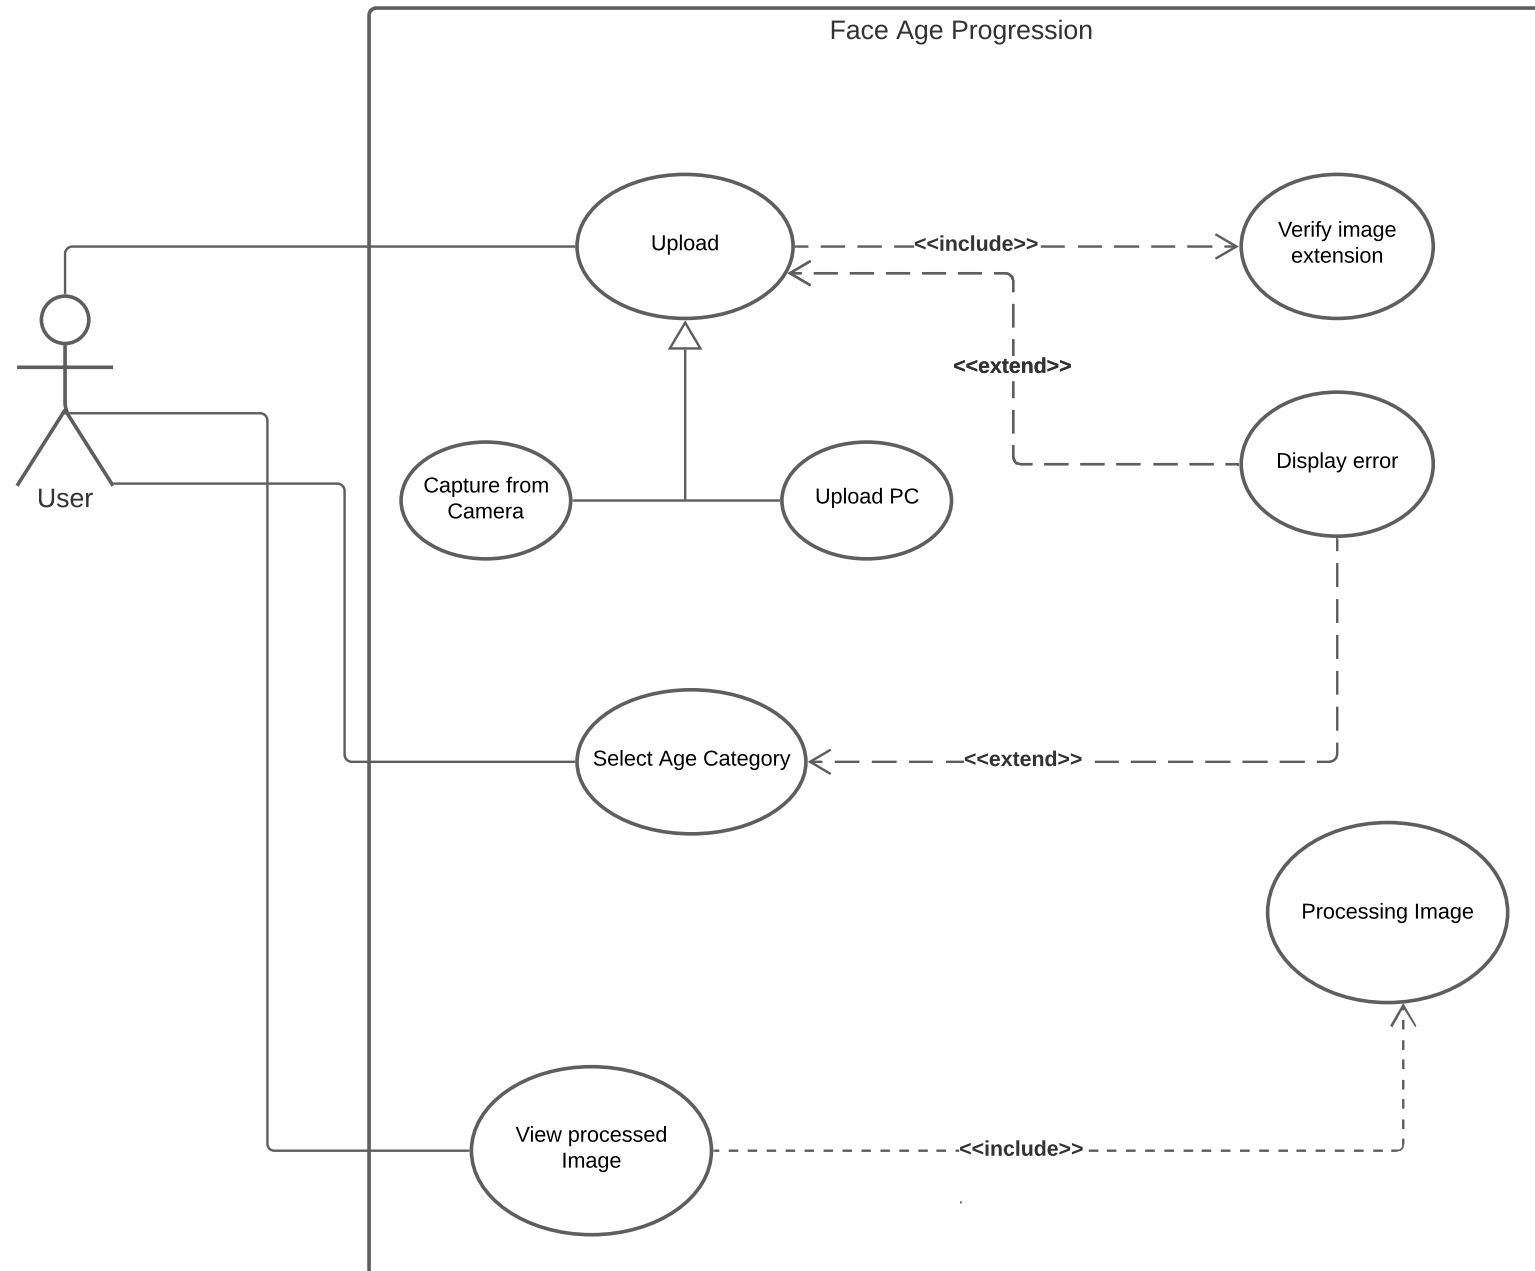 Face Age Progression
Upload
<<include>>
Verify image
extension
<<extend>>
Display error
Capture from
Camera
Upload PC
User
Select Age Category
<<extend>>
Processing Image
View processed
Image
<<include>>